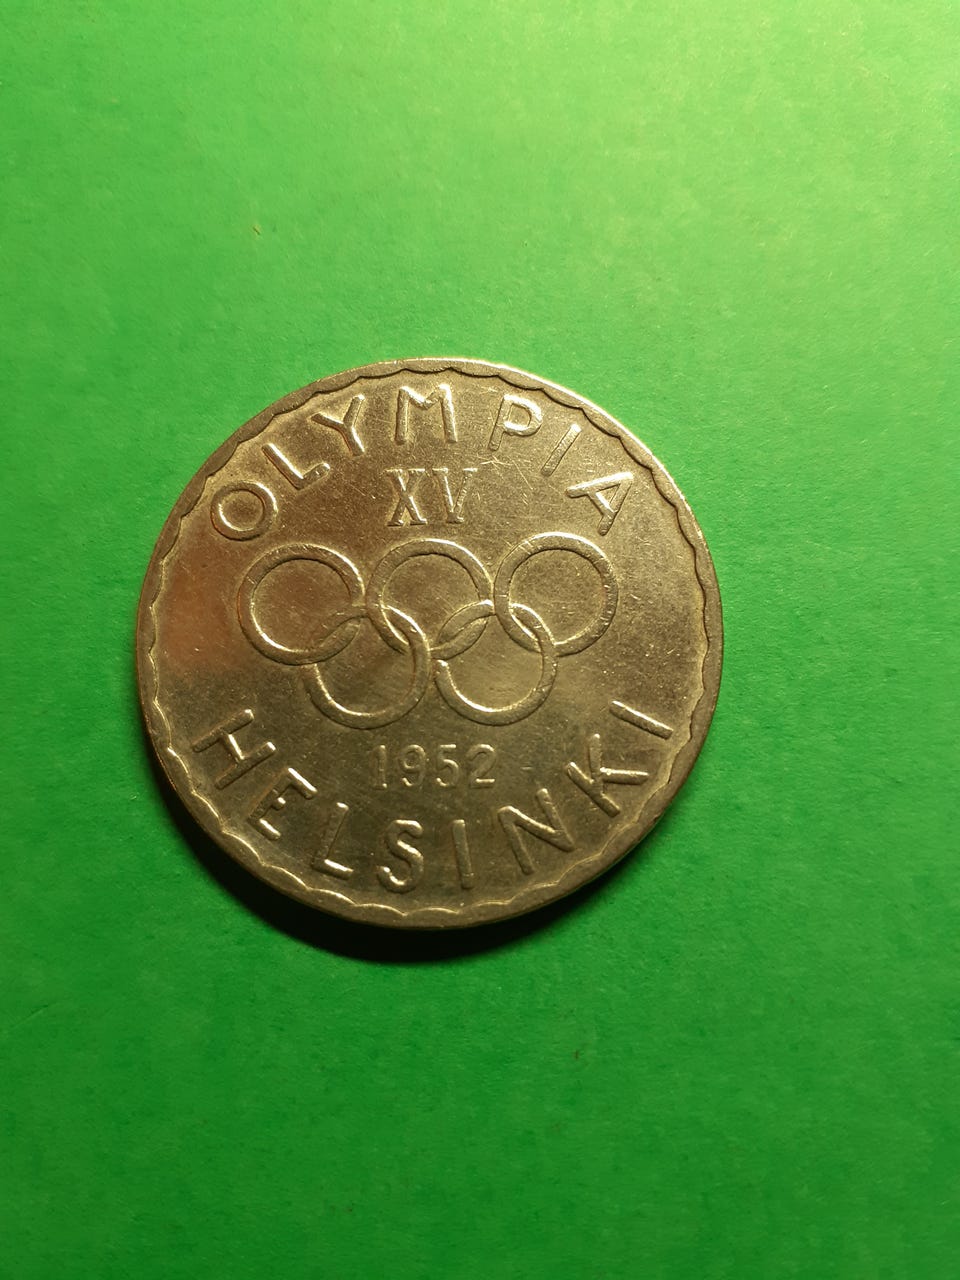 OLYMPIA
XV
1952
HELSINKI